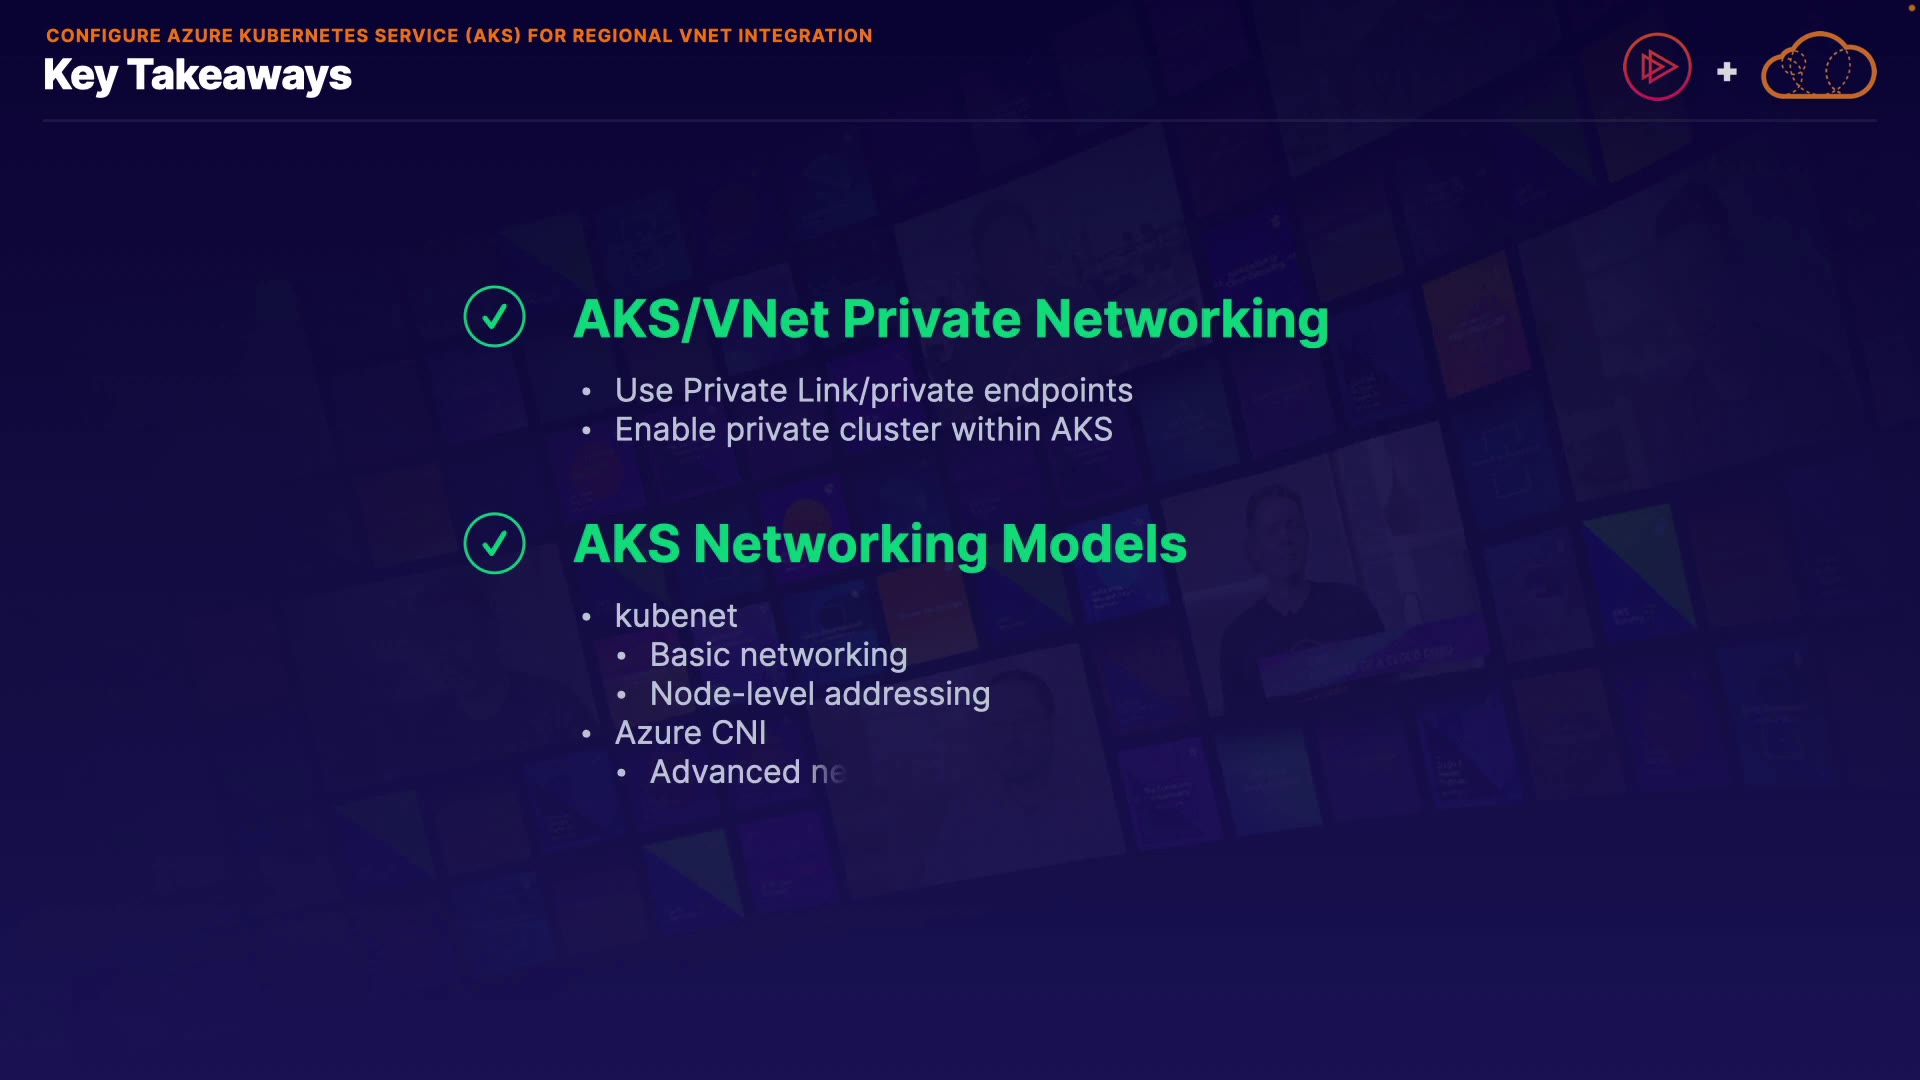 CONFIGURE AZURE KUBERNETES SERVICE (AKS) FOR REGIONAL VNET INTEGRATION
Key Takeaways
AKS/VNet Private Networking
• Use Private Link/private endpoints
• Enable private cluster within AKS
AKS Networking Models
• kubenet
• Basic networking
• Node-level addressing
• Azure CNI
• Advanced ne